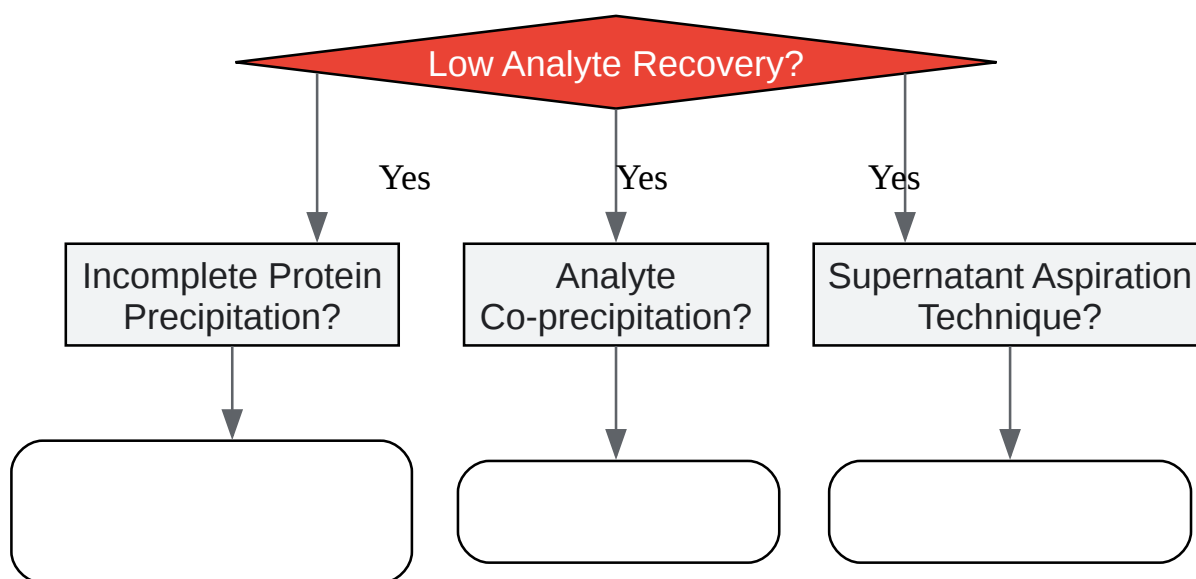 Low Analyte Recovery?
Yes
Yes
Yes
Incomplete Protein
Precipitation?
Analyte
Co-precipitation?
Supernatant Aspiration
Technique?